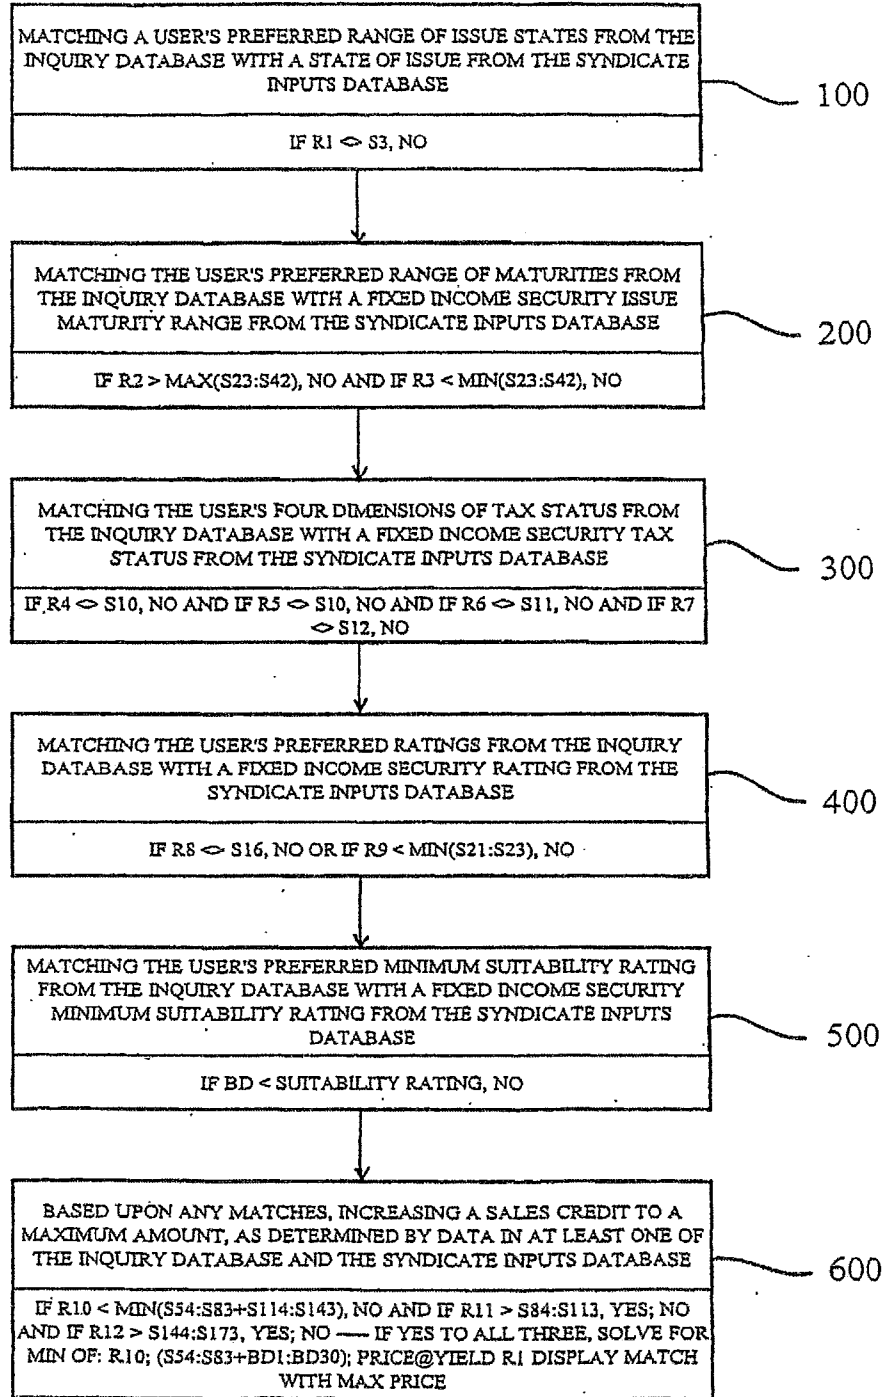 MATCHING A USER'S PREFERRED RANGE OF ISSUE STATES FROM THE
INQUIRY DATABASE WITH A STATE OF ISSUE FROM THE SYNDICATE
INPUTS DATABASE
100
IF R1 <> S3, NO
MATCHING THE USER'S PREFERRED RANGE OF MATURITIES FROM
THE INQUIRY DATABASE WITH A FIXED INCOME SECURITY ISSUE
MATURITY RANGE FROM THE SYNDICATE INPUTS DATABASE
200
IF R2 > MAX(S23:S42), NO AND IF R3 < MIN(S23:S42), NO
MATCHING THE USER'S FOUR DIMENSIONS OF TAX STATUS FROM
THE INQUIRY DATABASE WITH A FIXED INCOME SECURITY TAX
STATUS FROM THE SYNDICATE INPUTS DATABASE
300
IF R4 <> S10, NO AND IF R5 <> S10, NO AND IF R6 <> S11, NO AND IF R7
<> S12, NO
MATCHING THE USER'S PREFERRED RATINGS FROM THE INQUIRY
DATABASE WITH A FIXED INCOME SECURITY RATING FROM THE
SYNDICATE INPUTS DATABASE
400
IF R8 <> S16, NO OR IF R9 < MIN(S21:S23), NO
MATCHING THE USER'S PREFERRED MINIMUM SUITABILITY RATING
FROM THE INQUIRY DATABASE WITH A FIXED INCOME SECURITY
MINIMUM SUITABILITY RATING FROM THE SYNDICATE INPUTS
DATABASE
500
IF BD < SUITABILITY RATING, NO
BASED UPON ANY MATCHES, INCREASING A SALES CREDIT TO A
MAXIMUM AMOUNT, AS DETERMINED BY DATA IN AT LEAST ONE OF
THE INQUIRY DATABASE AND THE SYNDICATE INPUTS DATABASE
600
IF R10 < MIN(S54:S83+S114:S143), NO AND IF R11 > S84:S113, YES; NO
AND IF R12 > S144:S173, YES; NO — IF YES TO ALL THREE, SOLVE FOR
MIN OF: R10; (S54:S83+BD1:BD30); PRICE@YIELD R1 DISPLAY MATCH
WITH MAX PRICE